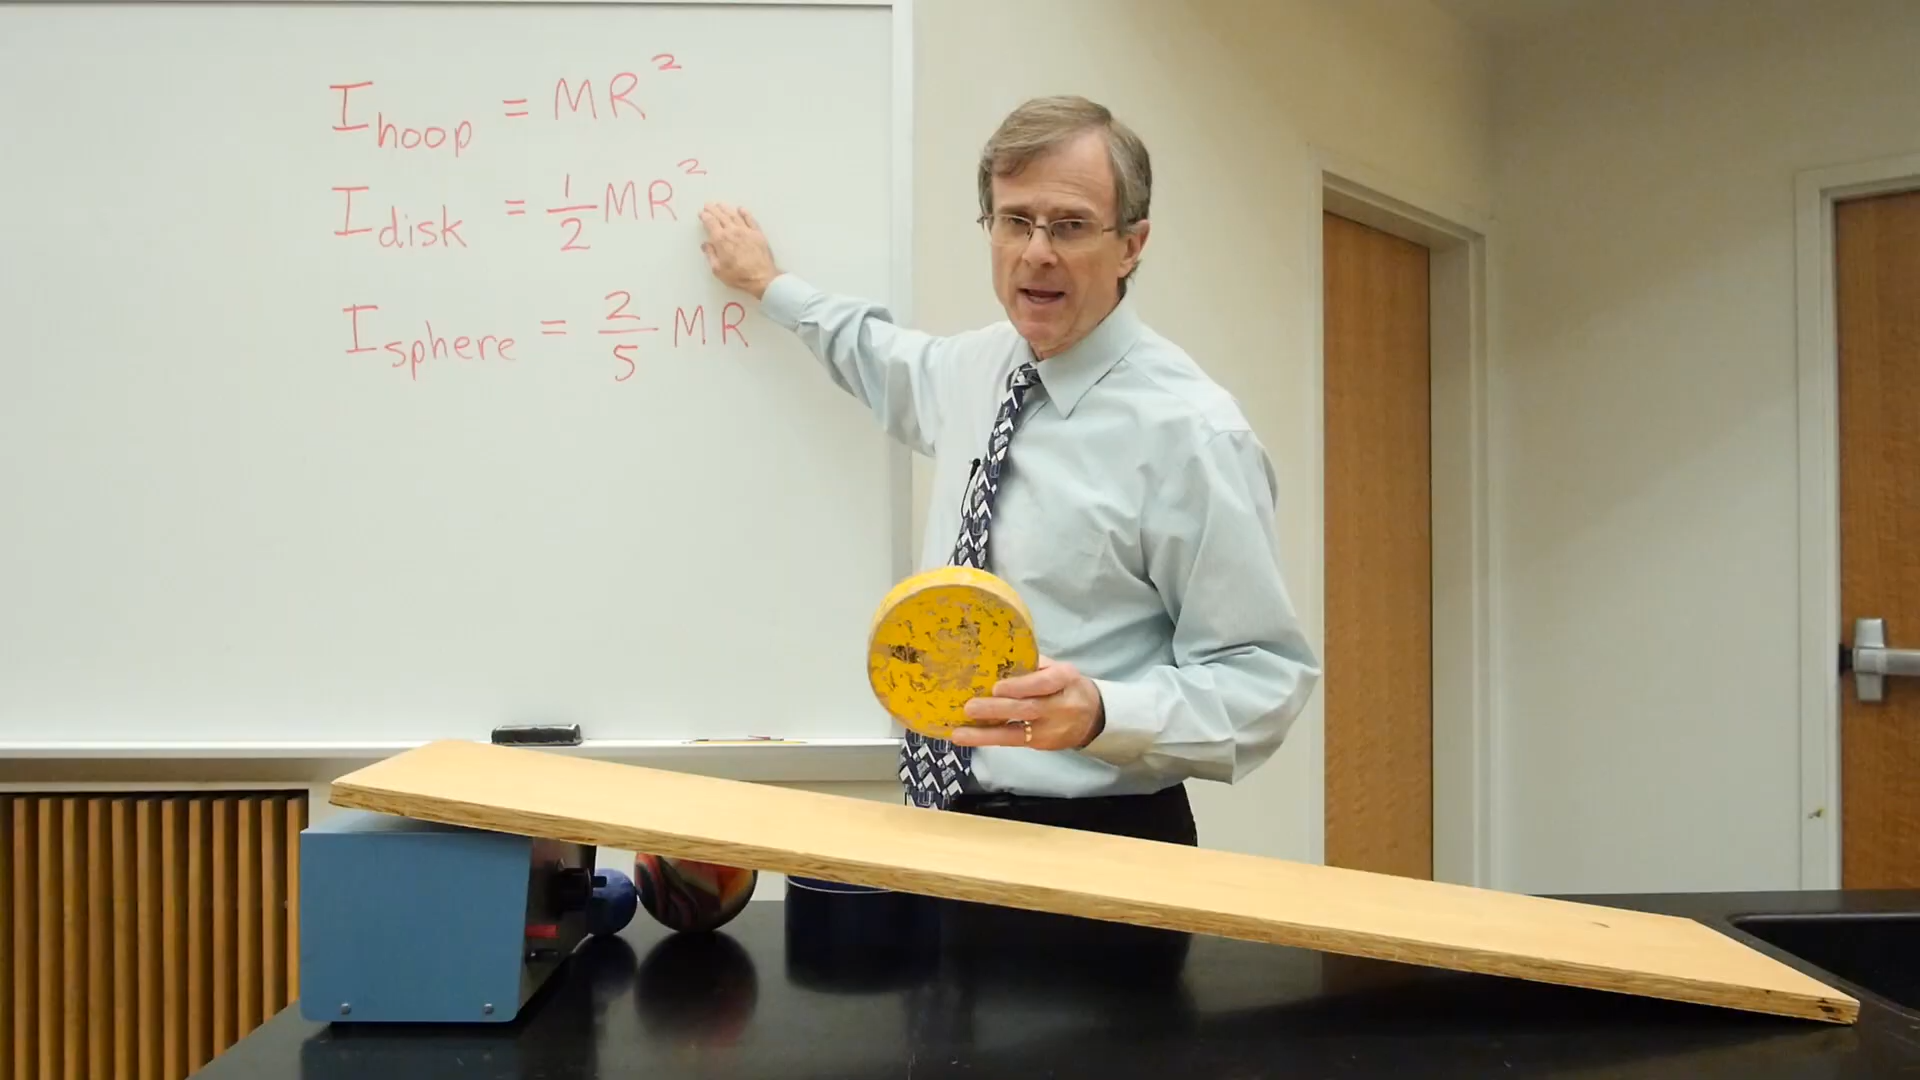 I hoop = MR²
I disk = 1/2 MR²
I sphere = 2/5 MR